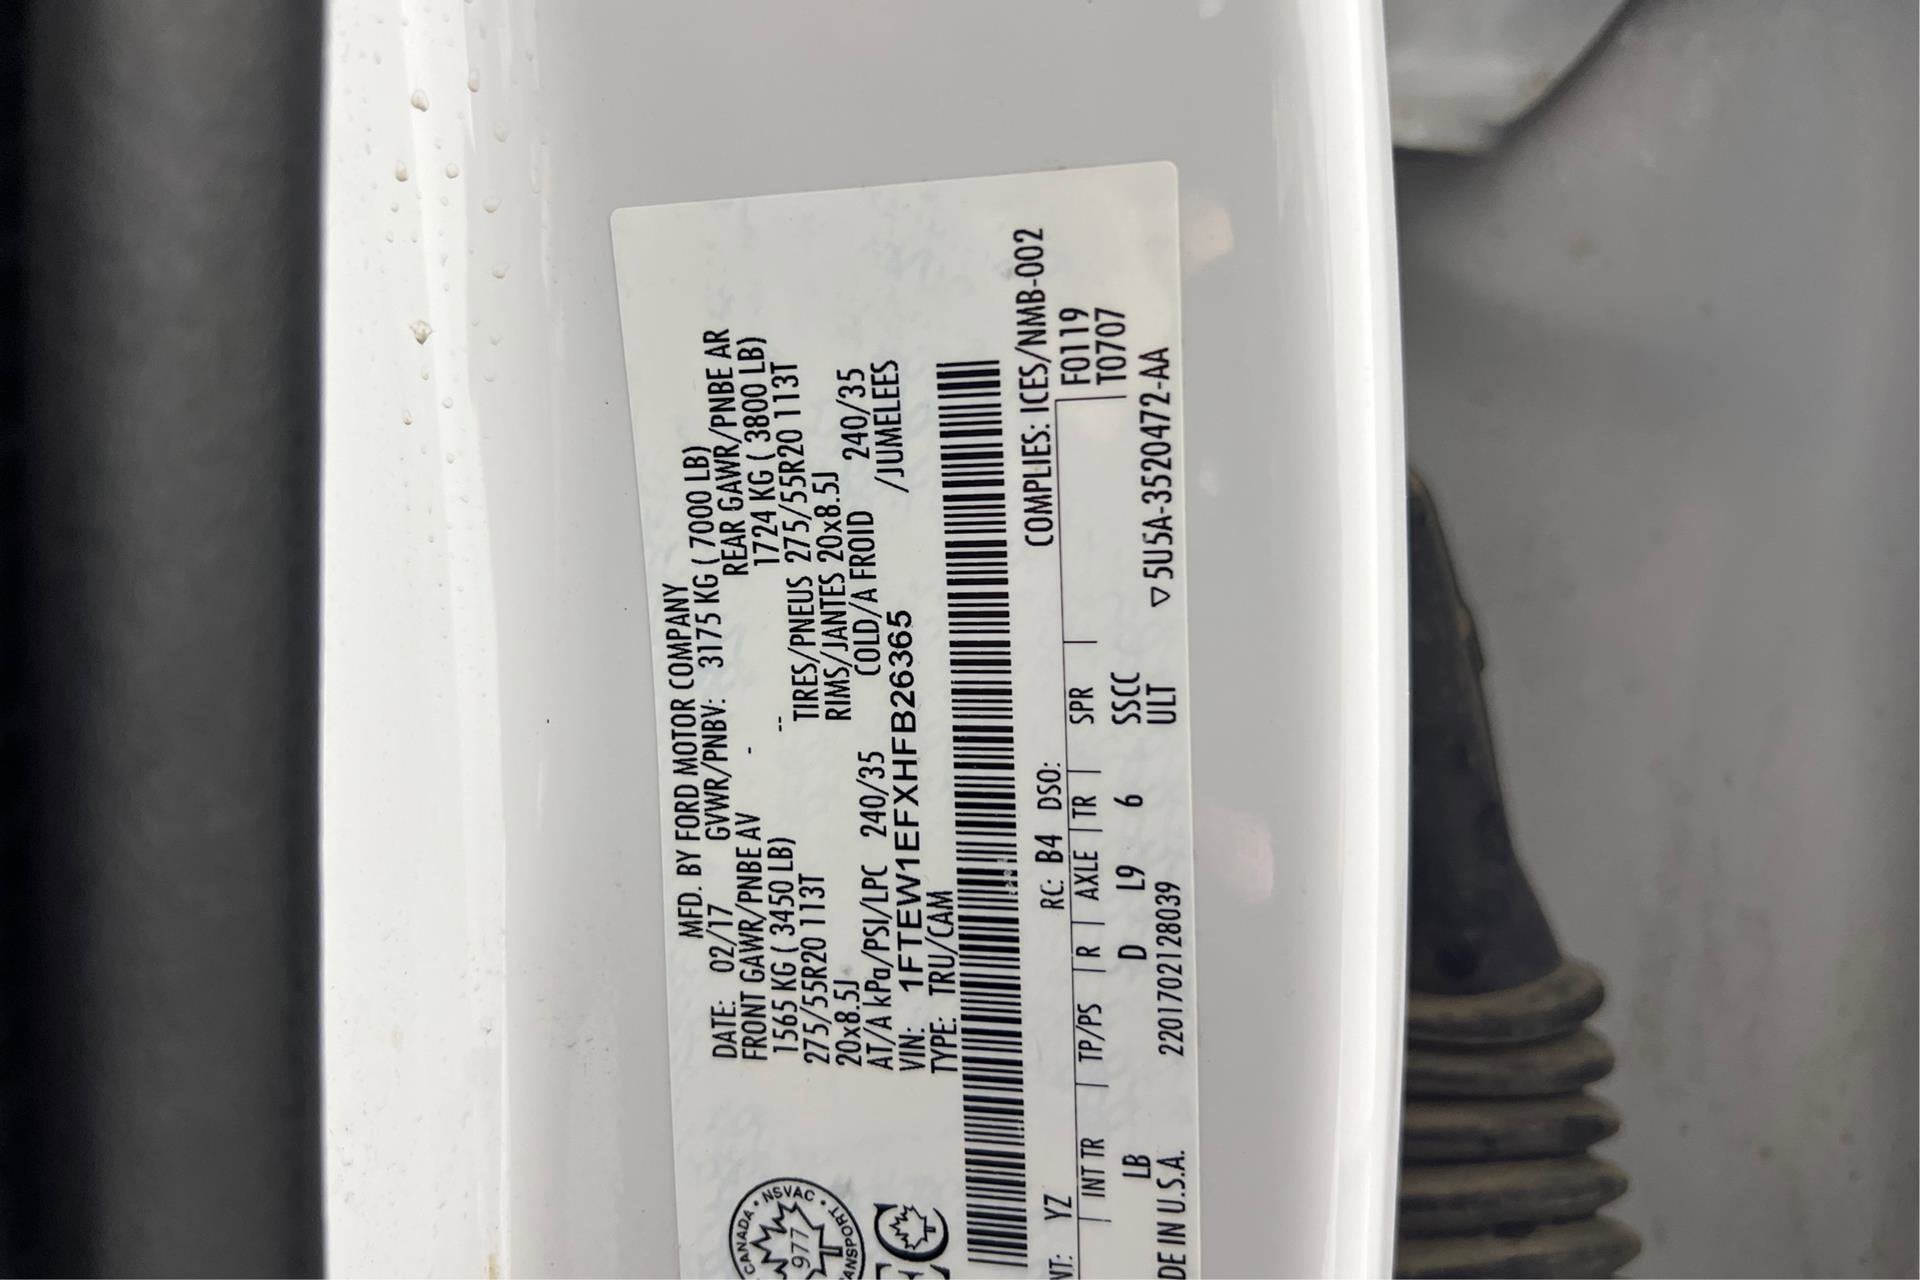 MFD. BY FORD MOTOR COMPANY
DATE: 02/17 GVWR/PNBV: 3175 KG ( 7000 LB)
FRONT GAWR/PNBE AV - REAR GAWR/PNBE AR
1565 KG ( 3450 LB) -- 1724 KG ( 3800 LB)
275/55R20 113T TIRES/PNEUS 275/55R20 113T
20x8.5J RIMS/JANTES 20x8.5J
AT/A kPa/PSI/LPC 240/35 COLD/A FROID 240/35
VIN: 1FTEW1EFXHFB26365 /JUMELEES
TYPE: TRU/CAM
CANADA • NSVAC •
977
COMPLIES: ICES/NMB-002
YZ RC: B4 DSO:
F0119
INT TR | TP/PS | R | AXLE | TR | SPR
T0707
LB D L9 6 SSCC
ULT
U.S.A. 2201702128039
▽ 5U5A-3520472-AA